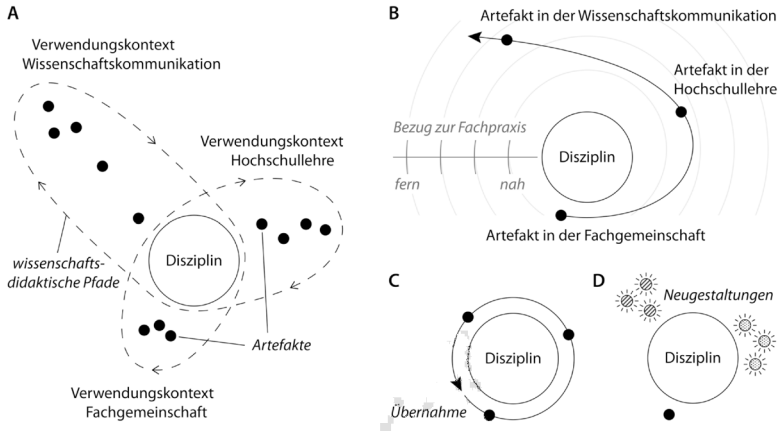 A
Verwendungskontext
Wissenschaftskommunikation
Verwendungskontext
Hochschullehre
Disziplin
wissenschafts-
didaktische Pfade
Artefakte
Verwendungskontext
Fachgemeinschaft
B
Artefakt in der Wissenschaftskommunikation
Artefakt in der
Hochschullehre
Bezug zur Fachpraxis
Disziplin
fern
nah
Artefakt in der Fachgemeinschaft
C
Disziplin
Übernahme
D
Neugestaltungen
Disziplin